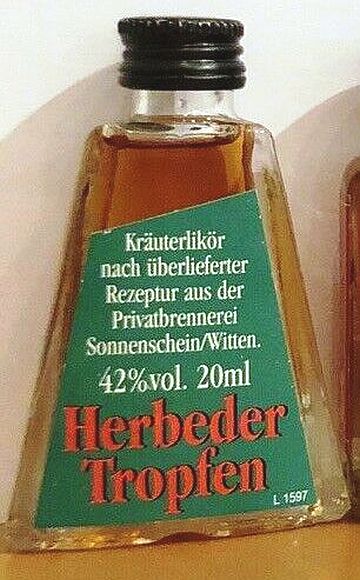 Kräuterlikör
nach überlieferter
Rezeptur aus der
Privatbrennerei
Sonnenschein/Witten.
42%vol. 20ml
Herbeder
Tropfen
L 1597